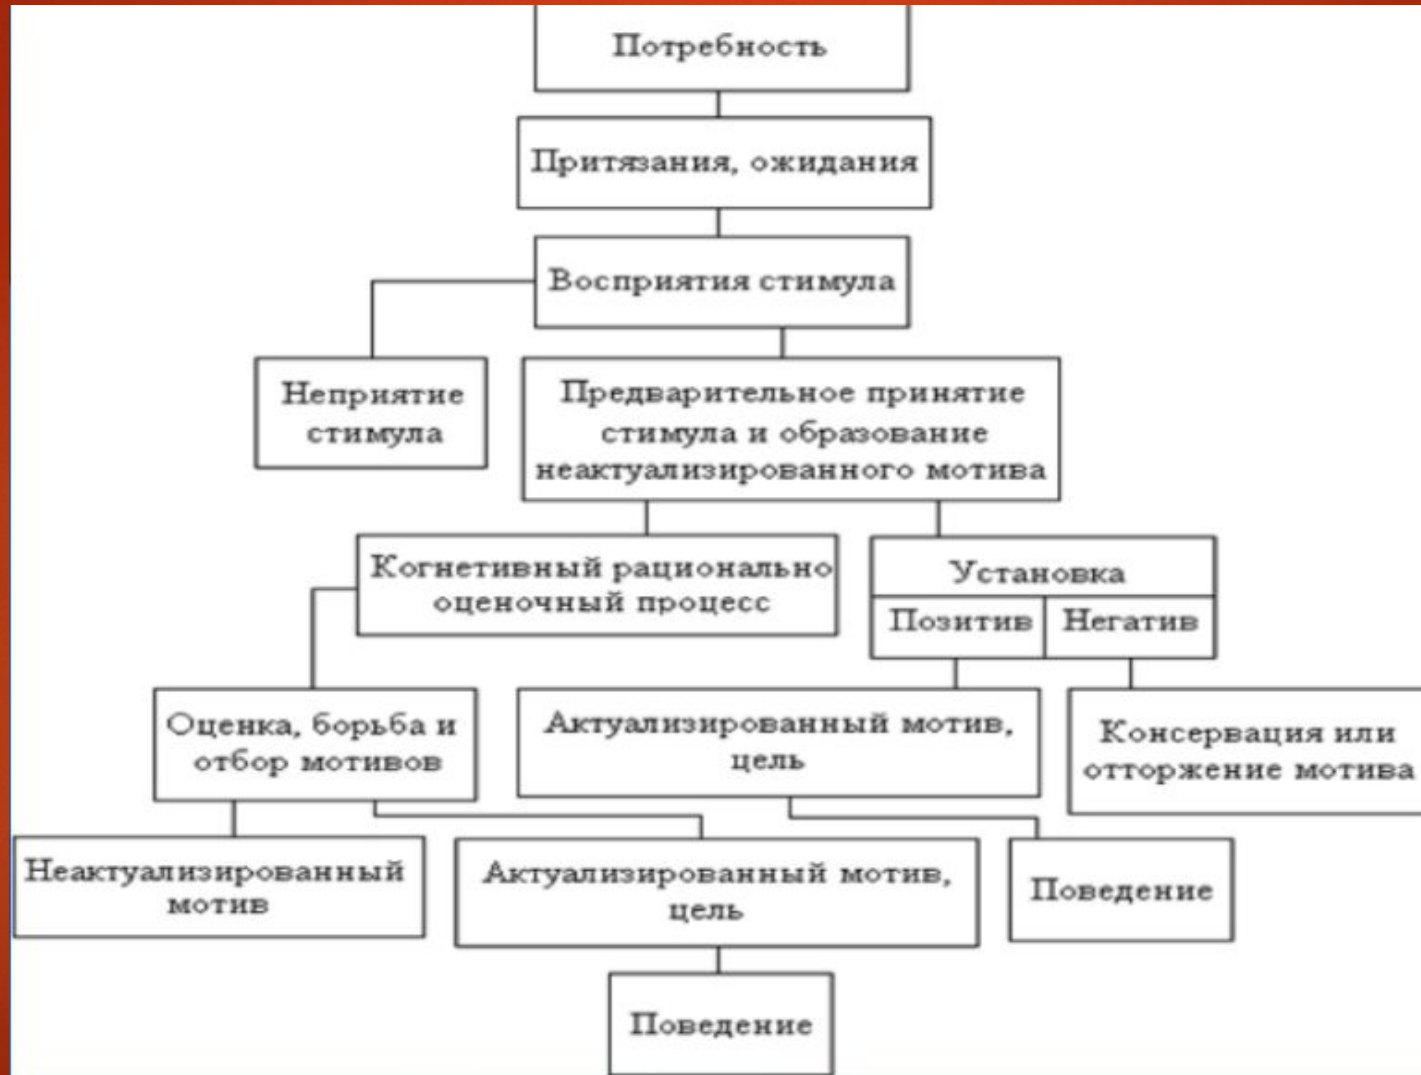 Потребность
Притязания, ожидания
Восприятия стимула
Неприятие
стимула
Предварительное принятие
стимула и образование
неактуализированного мотива
Когнетивный рационально
оценочный процесс
Установка
Позитив
Негатив
Оценка, борьба и
отбор мотивов
Актуализированный мотив,
цель
Консервация или
отторжение мотива
Неактуализированный
мотив
Актуализированный мотив,
цель
Поведение
Поведение